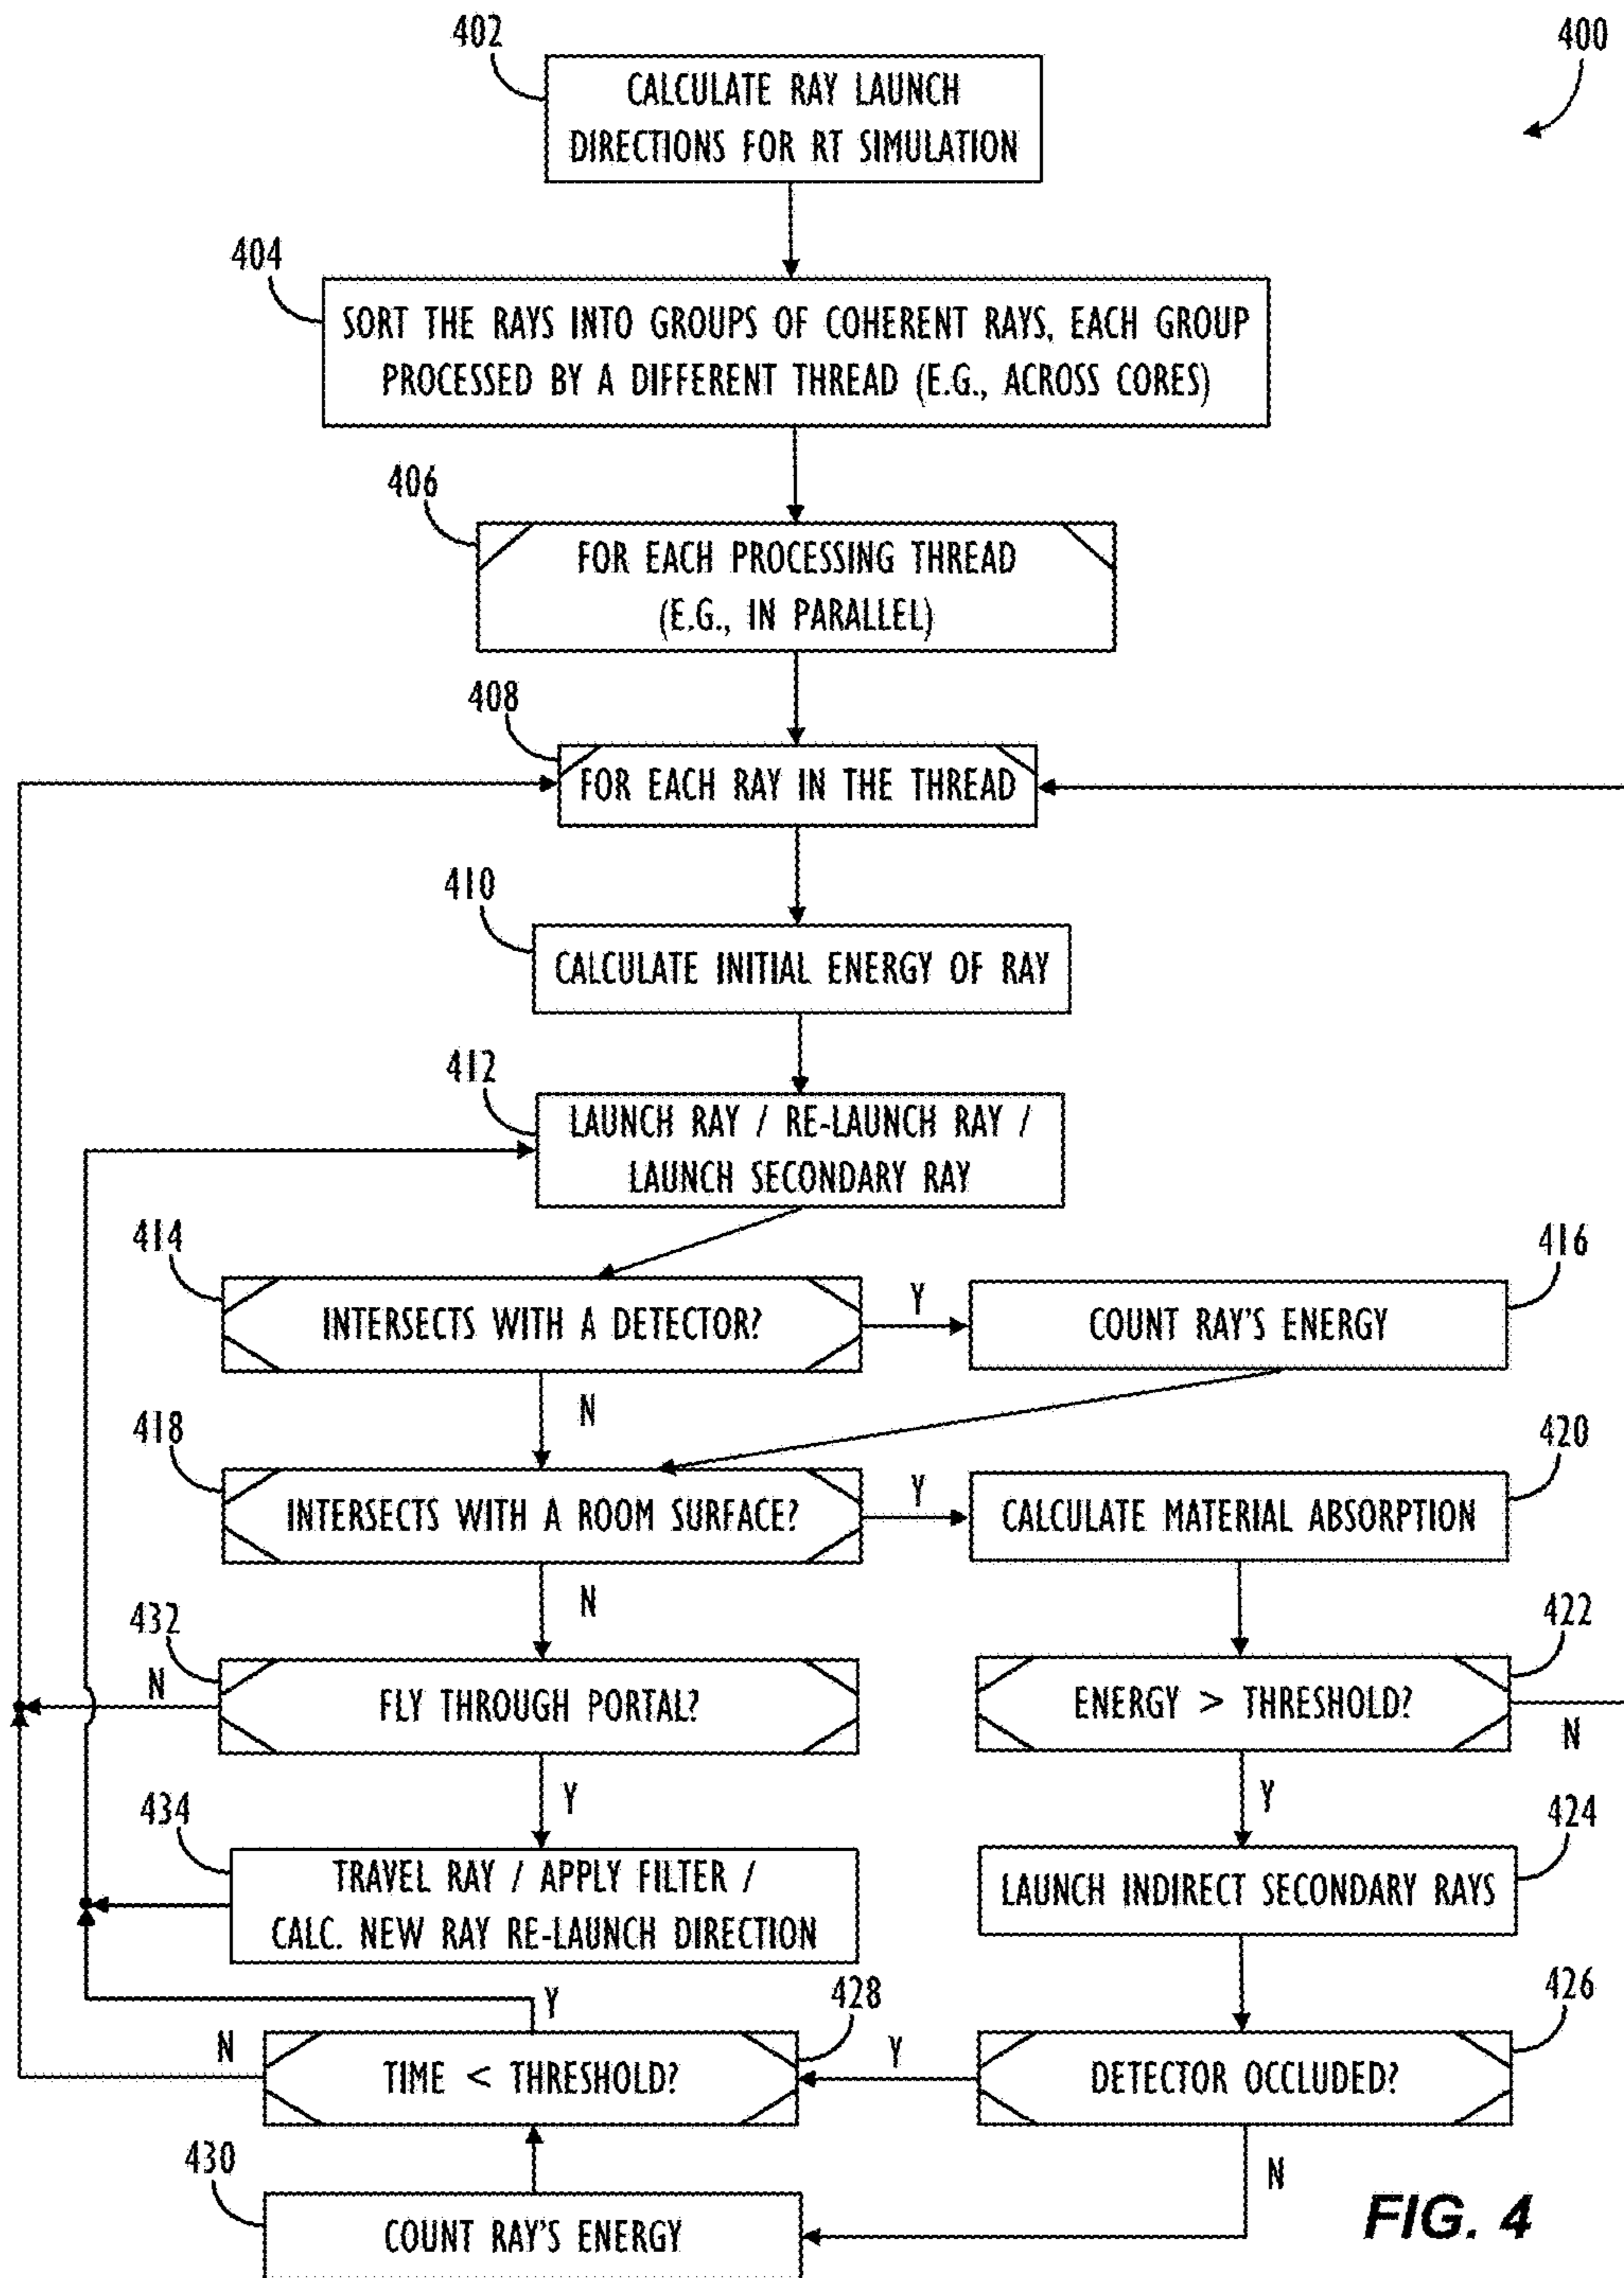 402
400
CALCULATE RAY LAUNCH
DIRECTIONS FOR RT SIMULATION
404
SORT THE RAYS INTO GROUPS OF COHERENT RAYS, EACH GROUP
PROCESSED BY A DIFFERENT THREAD (E.G., ACROSS CORES)
406
FOR EACH PROCESSING THREAD
(E.G., IN PARALLEL)
408
FOR EACH RAY IN THE THREAD
410
CALCULATE INITIAL ENERGY OF RAY
412
LAUNCH RAY / RE-LAUNCH RAY /
LAUNCH SECONDARY RAY
414
INTERSECTS WITH A DETECTOR?
Y
416
COUNT RAY'S ENERGY
N
418
INTERSECTS WITH A ROOM SURFACE?
Y
420
CALCULATE MATERIAL ABSORPTION
N
432
FLY THROUGH PORTAL?
N
422
ENERGY > THRESHOLD?
N
Y
Y
434
TRAVEL RAY / APPLY FILTER /
CALC. NEW RAY RE-LAUNCH DIRECTION
424
LAUNCH INDIRECT SECONDARY RAYS
Y
428
N
TIME < THRESHOLD?
Y
426
DETECTOR OCCLUDED?
N
430
COUNT RAY'S ENERGY
FIG. 4